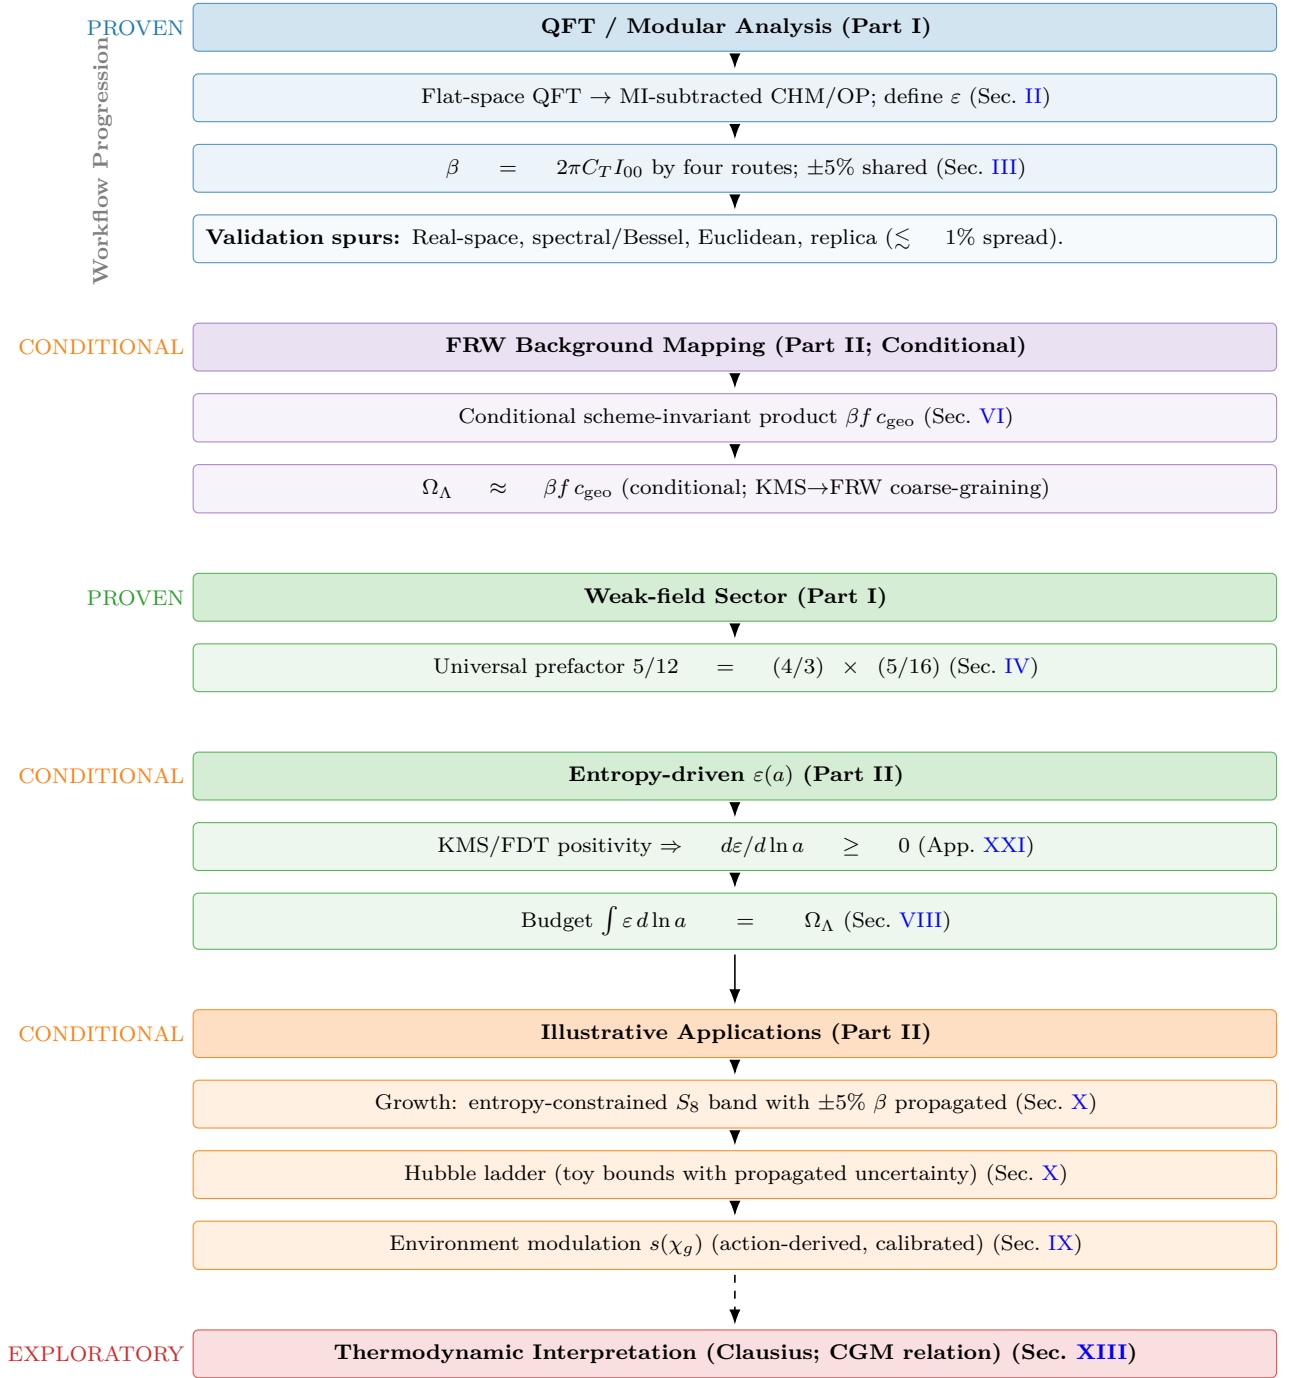 PROVEN
QFT / Modular Analysis (Part I)
Workflow Progression
Flat-space QFT → MI-subtracted CHM/OP; define ε (Sec. II)
β = 2πC_T I_00 by four routes; ±5% shared (Sec. III)
Validation spurs: Real-space, spectral/Bessel, Euclidean, replica (≲ 1% spread).
CONDITIONAL
FRW Background Mapping (Part II; Conditional)
Conditional scheme-invariant product βf c_geo (Sec. VI)
Ω_Λ ≈ βf c_geo (conditional; KMS→FRW coarse-graining)
PROVEN
Weak-field Sector (Part I)
Universal prefactor 5/12 = (4/3) × (5/16) (Sec. IV)
CONDITIONAL
Entropy-driven ε(a) (Part II)
KMS/FDT positivity ⇒ dε/d ln a ≥ 0 (App. XXI)
Budget ∫ ε d ln a = Ω_Λ (Sec. VIII)
CONDITIONAL
Illustrative Applications (Part II)
Growth: entropy-constrained S_8 band with ±5% β propagated (Sec. X)
Hubble ladder (toy bounds with propagated uncertainty) (Sec. X)
Environment modulation s(χ_g) (action-derived, calibrated) (Sec. IX)
EXPLORATORY
Thermodynamic Interpretation (Clausius; CGM relation) (Sec. XIII)